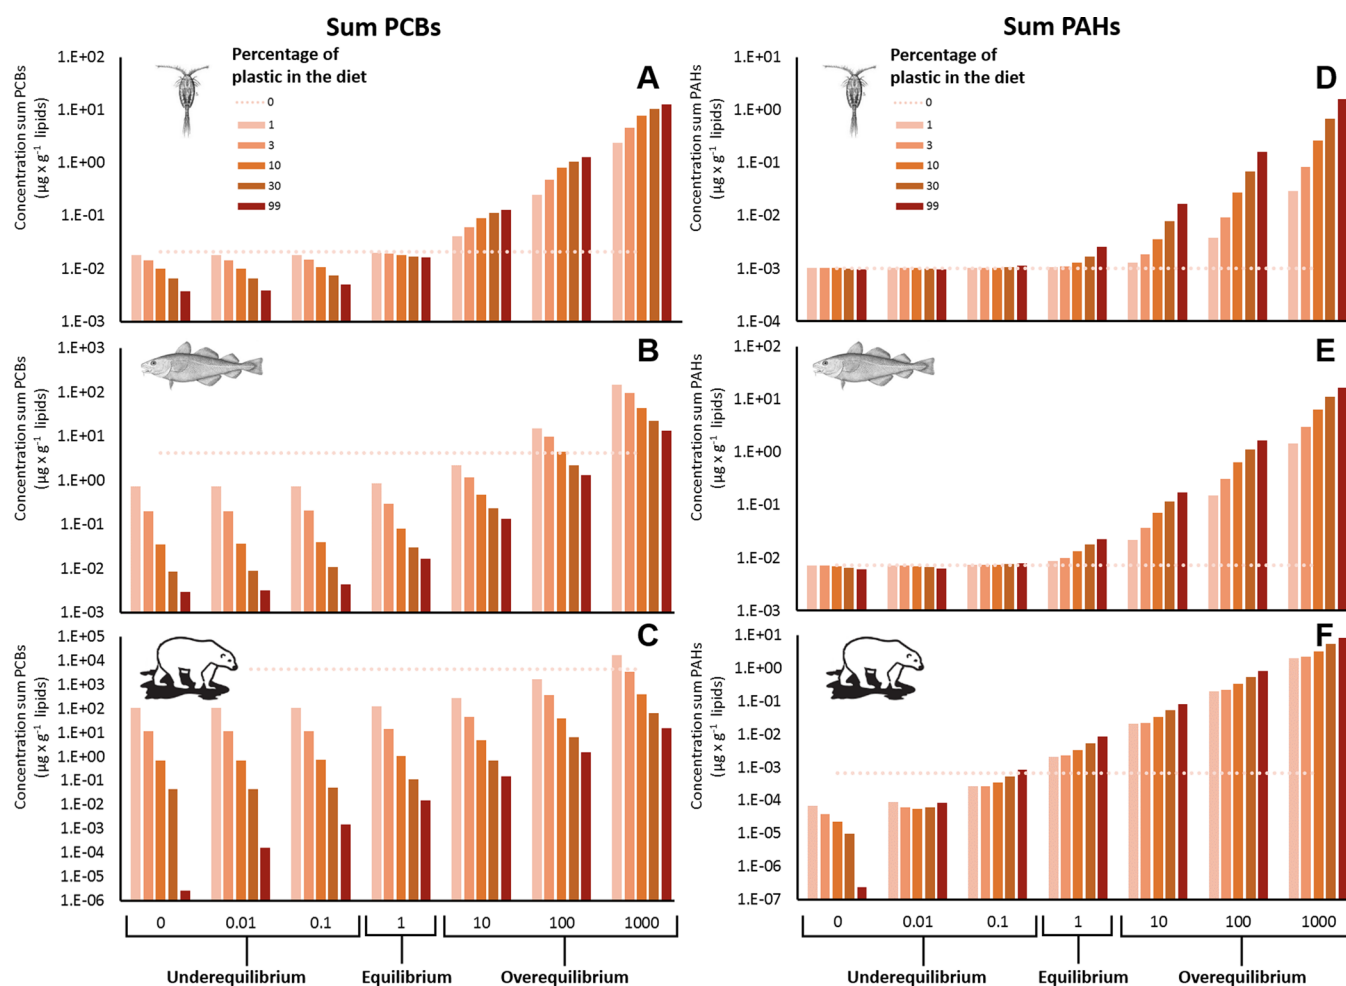 Sum PCBs
Concentration sum PCBs
(µg x g⁻¹ lipids)
1.E+02
1.E+01
1.E+00
1.E-01
1.E-02
1.E-03
Percentage of
plastic in the diet
0
1
3
10
30
99
A
Concentration sum PCBs
(µg x g⁻¹ lipids)
1.E+03
1.E+02
1.E+01
1.E+00
1.E-01
1.E-02
1.E-03
B
Concentration sum PCBs
(µg x g⁻¹ lipids)
1.E+05
1.E+04
1.E+03
1.E+02
1.E+01
1.E+00
1.E-01
1.E-02
1.E-03
1.E-04
1.E-05
1.E-06
C
0 0.01 0.1 1 10 100 1000
Underequilibrium Equilibrium Overequilibrium
Sum PAHs
Concentration sum PAHs
(µg x g⁻¹ lipids)
1.E+01
1.E+00
1.E-01
1.E-02
1.E-03
1.E-04
Percentage of
plastic in the diet
0
1
3
10
30
99
D
Concentration sum PAHs
(µg x g⁻¹ lipids)
1.E+02
1.E+01
1.E+00
1.E-01
1.E-02
1.E-03
E
Concentration sum PAHs
(µg x g⁻¹ lipids)
1.E+01
1.E+00
1.E-01
1.E-02
1.E-03
1.E-04
1.E-05
1.E-06
1.E-07
F
0 0.01 0.1 1 10 100 1000
Underequilibrium Equilibrium Overequilibrium